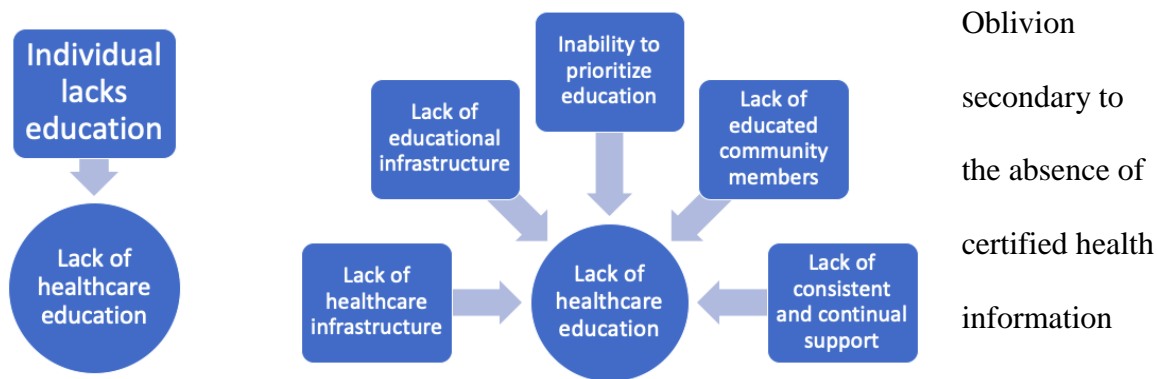 Individual
lacks
education
Lack of
healthcare
education
Inability to
prioritize
education
Lack of
educational
infrastructure
Lack of
educated
community
members
Lack of
healthcare
infrastructure
Lack of
healthcare
education
Lack of
consistent
and continual
support
Oblivion
secondary to
the absence of
certified health
information